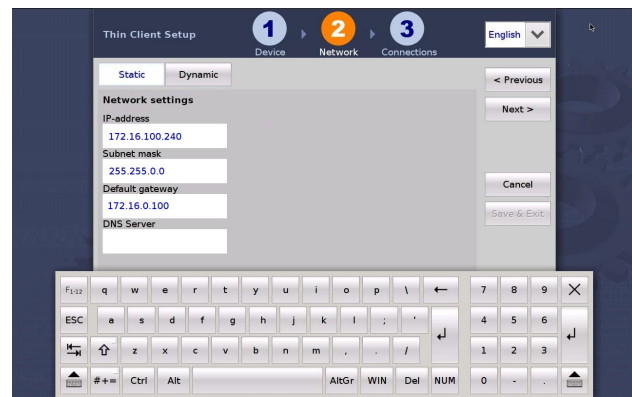 Thin Client Setup
1 2 3
Device Network Connections
English
Static Dynamic
< Previous
Network settings
Next >
IP-address
172.16.100.240
Subnet mask
255.255.0.0
Default gateway
Cancel
172.16.0.100
Save & Exit
DNS Server
F1-12 q w e r t y u i o p \ ← 7 8 9 X
ESC a s d f g h j k l ; ' ↵ 4 5 6 ↵
z x c v b n m , . / 1 2 3
#+= Ctrl Alt AltGr WIN Del NUM 0 - .